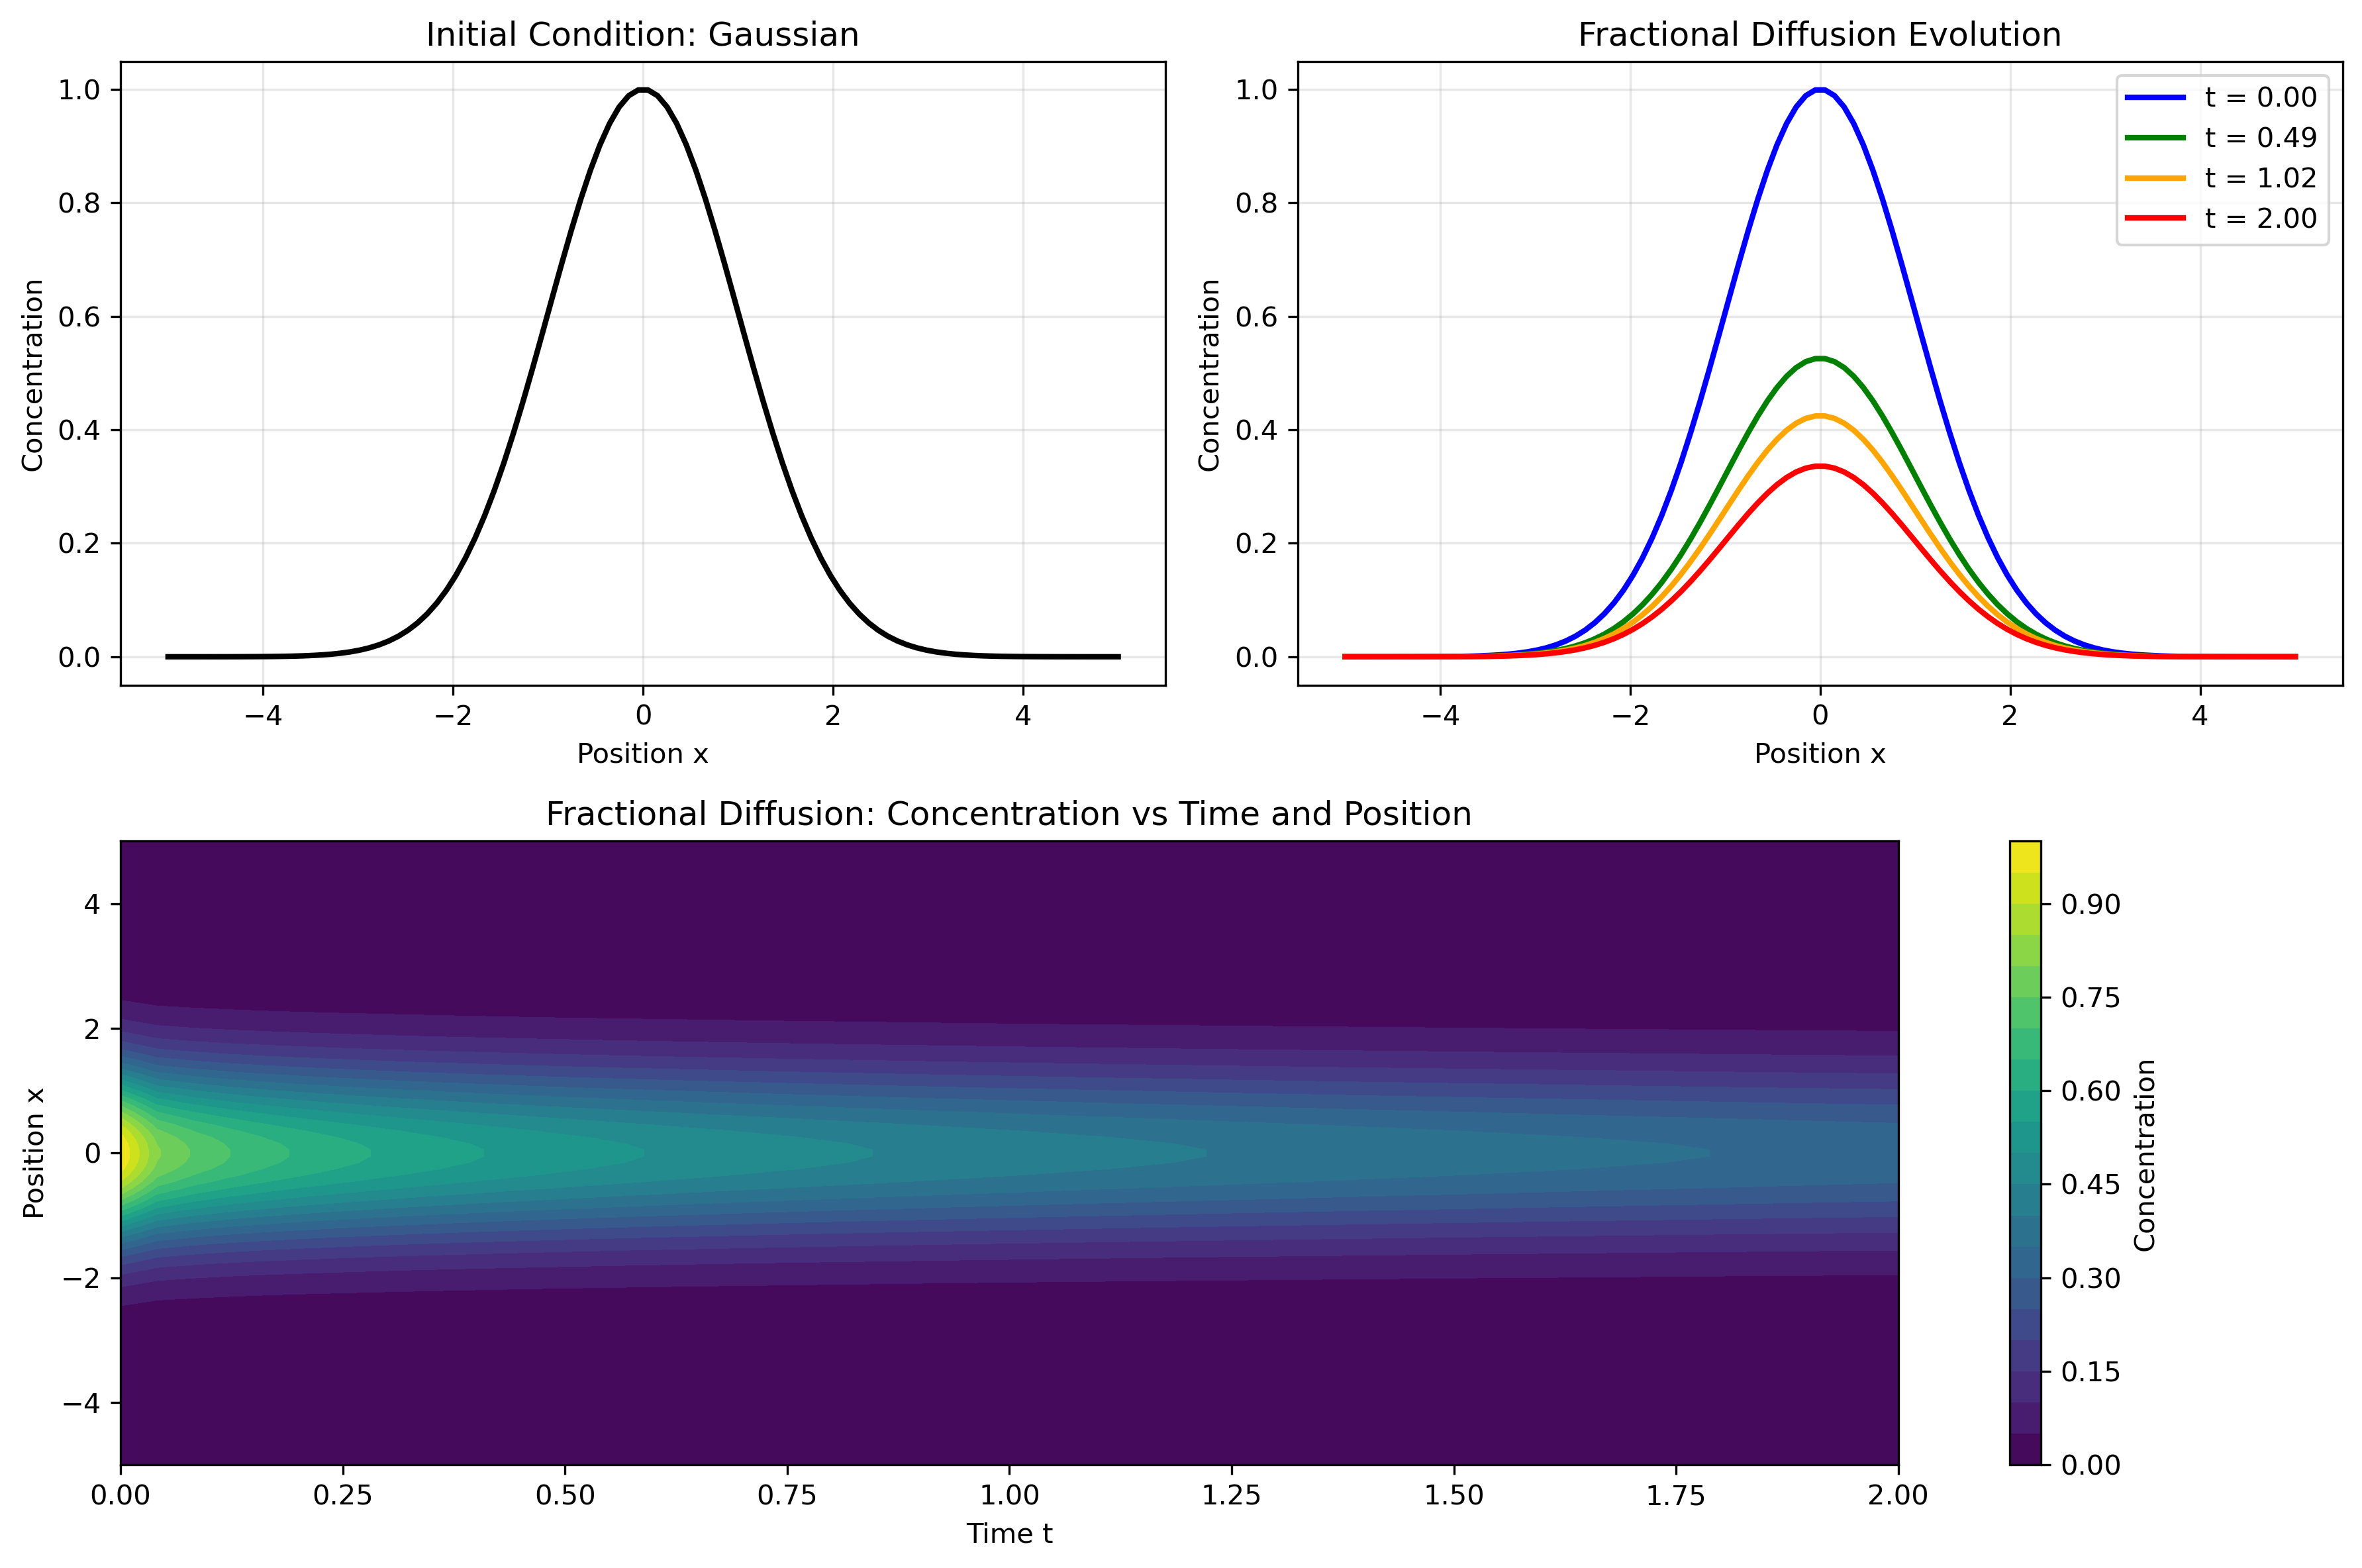 Initial Condition: Gaussian
Concentration
1.0
0.8
0.6
0.4
0.2
0.0
−4 −2 0 2 4
Position x
Fractional Diffusion Evolution
Concentration
1.0
0.8
0.6
0.4
0.2
0.0
t = 0.00
t = 0.49
t = 1.02
t = 2.00
−4 −2 0 2 4
Position x
Fractional Diffusion: Concentration vs Time and Position
Position x
4
2
0
−2
−4
0.00 0.25 0.50 0.75 1.00 1.25 1.50 1.75 2.00
Time t
0.90
0.75
0.60
0.45
0.30
0.15
0.00
Concentration